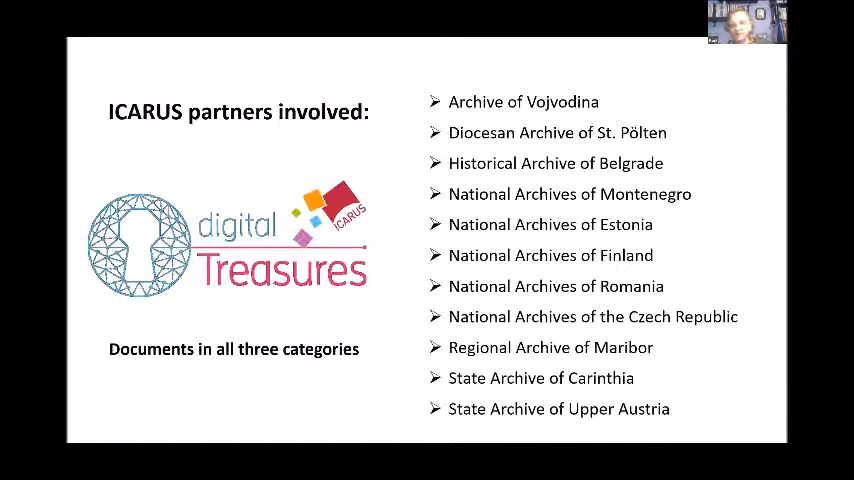 ICARUS partners involved:
digital
Treasures
ICARUS
Documents in all three categories
Archive of Vojvodina
Diocesan Archive of St. Pölten
Historical Archive of Belgrade
National Archives of Montenegro
National Archives of Estonia
National Archives of Finland
National Archives of Romania
National Archives of the Czech Republic
Regional Archive of Maribor
State Archive of Carinthia
State Archive of Upper Austria